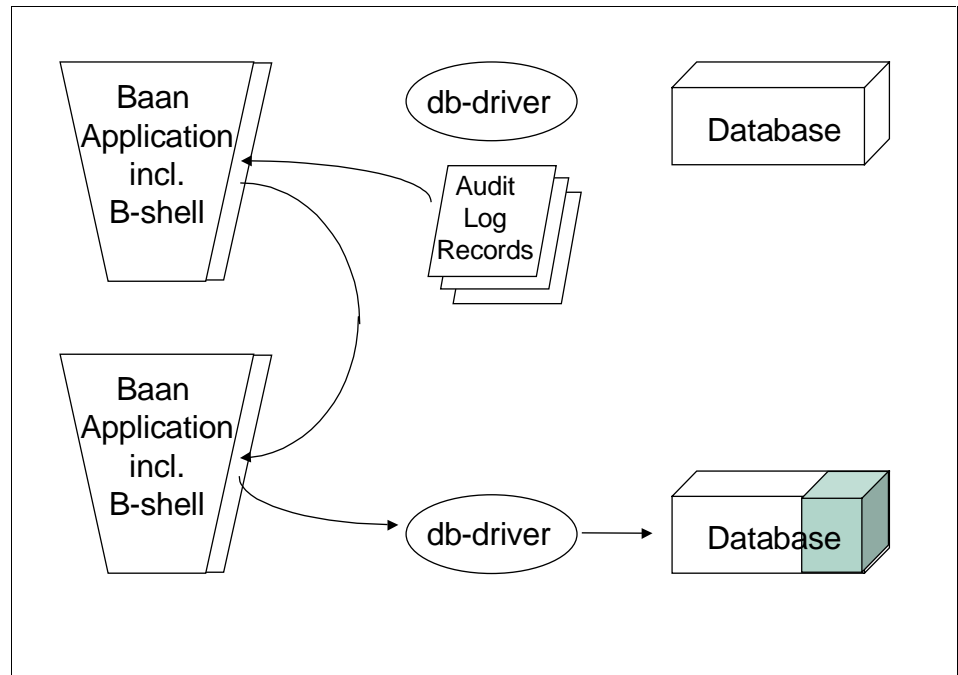 Baan
Application
incl.
B-shell
db-driver
Audit
Log
Records
Database
Baan
Application
incl.
B-shell
db-driver
Database